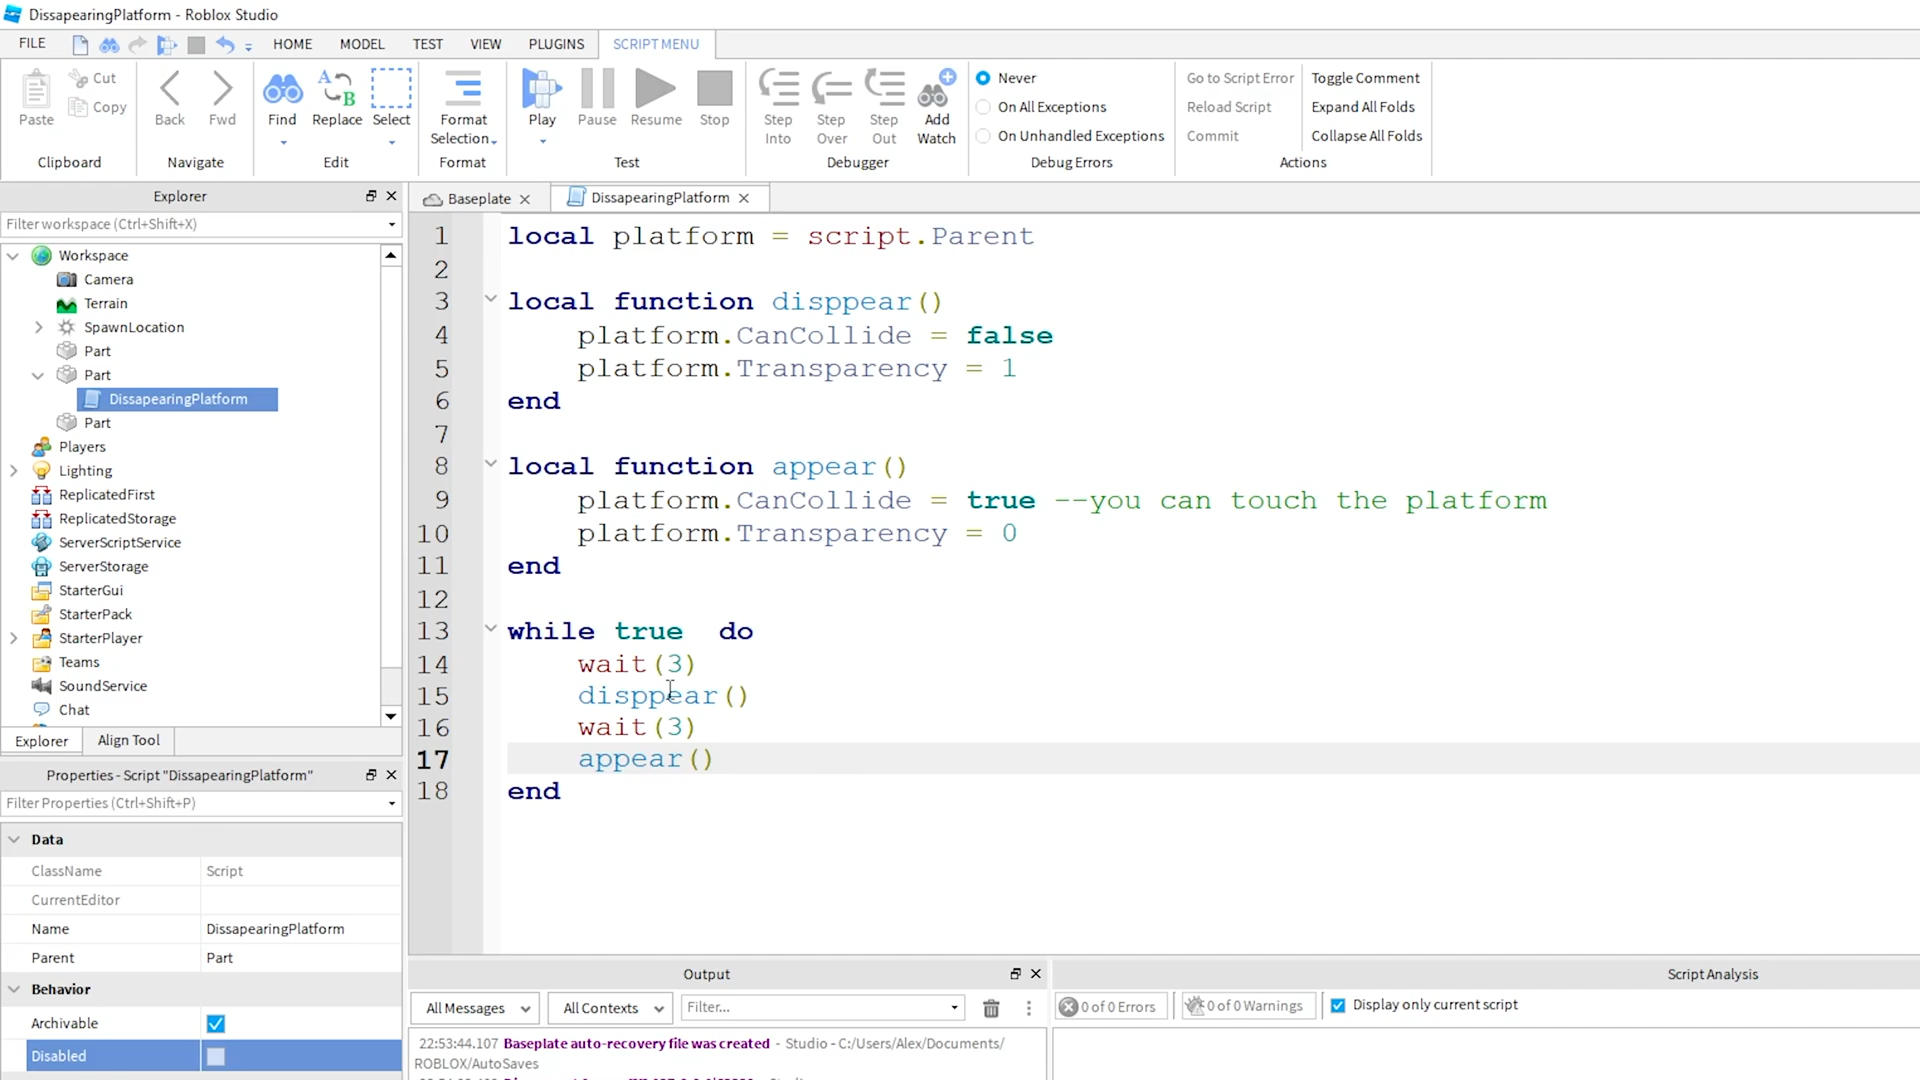 DissapearingPlatform - Roblox Studio
FILE HOME MODEL TEST VIEW PLUGINS SCRIPT MENU
Paste Cut Copy Clipboard
Back Fwd Navigate
Find Replace Select Edit
A B
Format Selection Format
Play Pause Resume Stop Test
Step Into Step Over Step Out Add Watch Debugger
Never
On All Exceptions
On Unhandled Exceptions
Debug Errors
Go to Script Error Toggle Comment
Reload Script Expand All Folds
Commit Collapse All Folds
Actions
Explorer
Filter workspace (Ctrl+Shift+X)
Workspace
Camera
Terrain
SpawnLocation
Part
Part
DissapearingPlatform
Part
Players
Lighting
ReplicatedFirst
ReplicatedStorage
ServerScriptService
ServerStorage
StarterGui
StarterPack
StarterPlayer
Teams
SoundService
Chat
Explorer Align Tool
Properties - Script "DissapearingPlatform"
Filter Properties (Ctrl+Shift+P)
Data
ClassName Script
CurrentEditor
Name DissapearingPlatform
Parent Part
Behavior
Archivable
Disabled
Baseplate DissapearingPlatform
1 local platform = script.Parent
2
3 local function disppear()
4 platform.CanCollide = false
5 platform.Transparency = 1
6 end
7
8 local function appear()
9 platform.CanCollide = true --you can touch the platform
10 platform.Transparency = 0
11 end
12
13 while true  do
14 wait(3)
15 disppear()
16 wait(3)
17 appear()
18 end
Output
All Messages All Contexts Filter...
22:53:44.107 Baseplate auto-recovery file was created - Studio - C:/Users/Alex/Documents/
ROBLOX/AutoSaves
Script Analysis
0 of 0 Errors 0 of 0 Warnings Display only current script